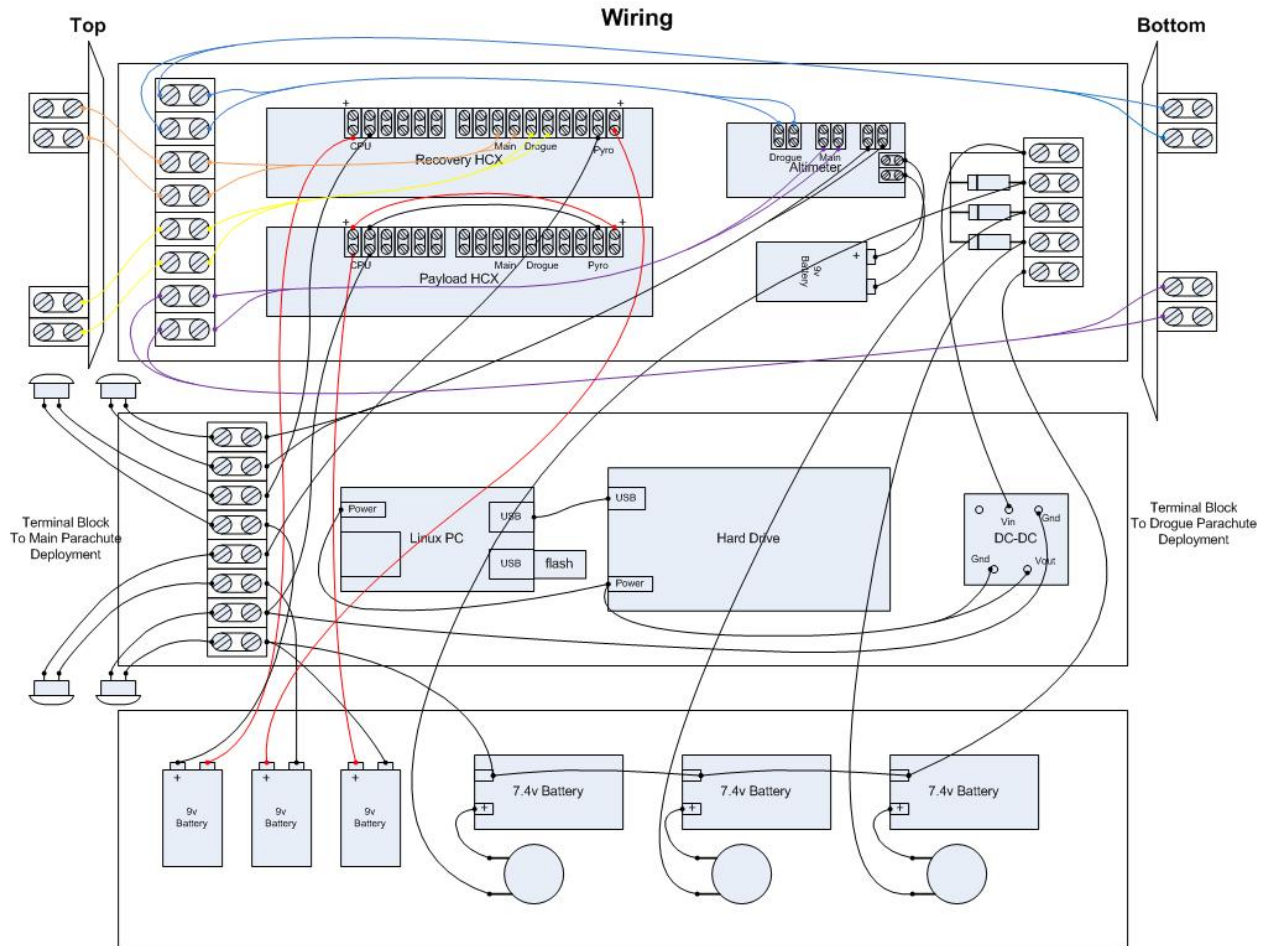 Wiring
Top
Bottom
+
+
CPU
Main
Drogue
Pyro
Recovery HCX
Drogue
Main
Altimeter
+
+
CPU
Main
Drogue
Pyro
Payload HCX
+
9v
Battery
Terminal Block
To Main Parachute
Deployment
Power
USB
Linux PC
USB
flash
USB
Hard Drive
Power
Vin
Gnd
DC-DC
Gnd
Vout
Terminal Block
To Drogue Parachute
Deployment
+
9v
Battery
+
9v
Battery
+
9v
Battery
7.4v Battery
+
7.4v Battery
+
7.4v Battery
+